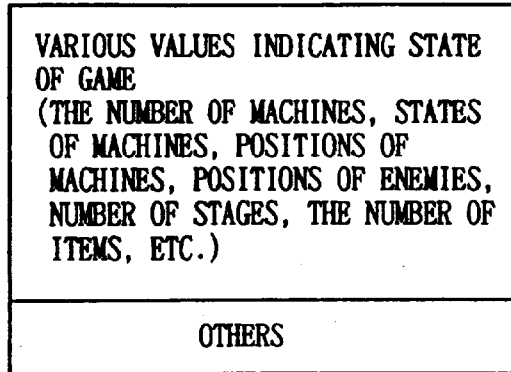 VARIOUS VALUES INDICATING STATE
OF GAME
(THE NUMBER OF MACHINES, STATES
OF MACHINES, POSITIONS OF
MACHINES, POSITIONS OF ENEMIES,
NUMBER OF STAGES, THE NUMBER OF
ITEMS, ETC.)
OTHERS